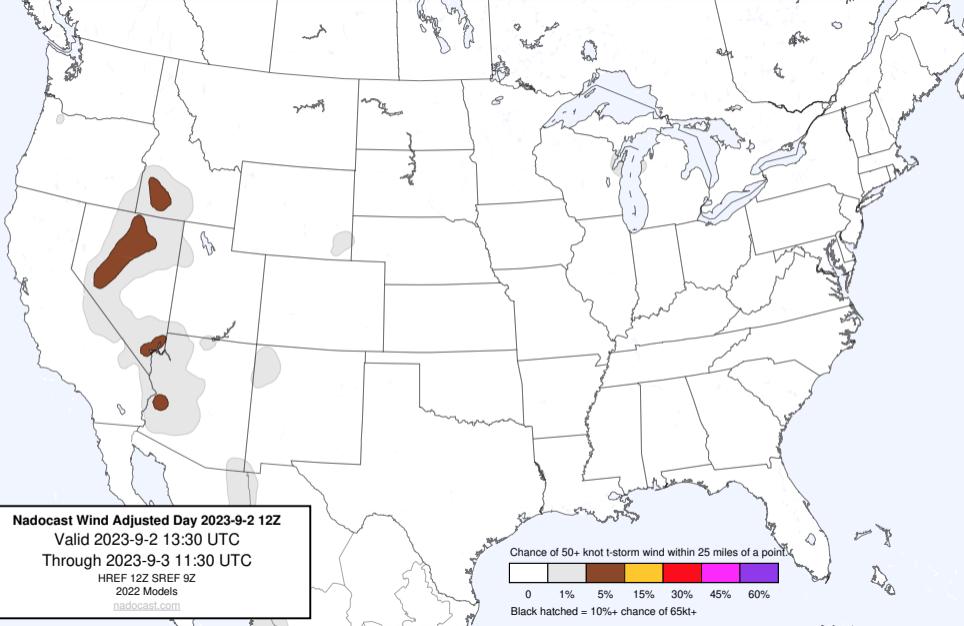 Nadocast Wind Adjusted Day 2023-9-2 12Z
Valid 2023-9-2 13:30 UTC
Through 2023-9-3 11:30 UTC
HREF 12Z SREF 9Z
2022 Models
nadocast.com
Chance of 50+ knot t-storm wind within 25 miles of a point.
0 1% 5% 15% 30% 45% 60%
Black hatched = 10%+ chance of 65kt+